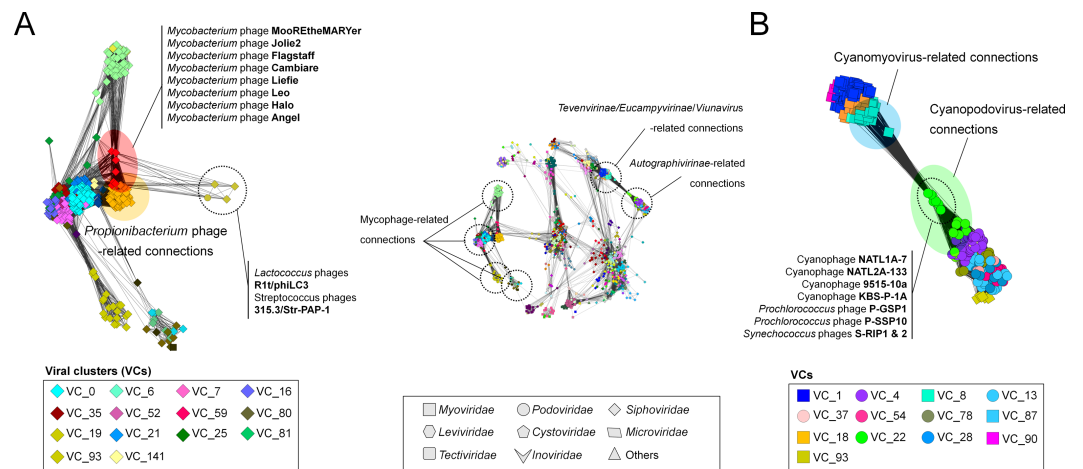 A
Mycobacterium phage MooREtheMARYer
Mycobacterium phage Jolie2
Mycobacterium phage Flagstaff
Mycobacterium phage Cambiare
Mycobacterium phage Liefie
Mycobacterium phage Leo
Mycobacterium phage Halo
Mycobacterium phage Angel
Propionibacterium phage
-related connections
Lactococcus phages
R1t/phiLC3
Streptococcus phages
315.3/Str-PAP-1
Tevenvirinae/Eucampyvirinae/Viunavirus
-related connections
Autographivirinae-related
connections
Mycophage-related
connections
B
Cyanomyovirus-related connections
Cyanopodovirus-related
connections
Cyanophage NATL1A-7
Cyanophage NATL2A-133
Cyanophage 9515-10a
Cyanophage KBS-P-1A
Prochlorococcus phage P-GSP1
Prochlorococcus phage P-SSP10
Synechococcus phages S-RIP1 & 2
Viral clusters (VCs)
VC_0 VC_6 VC_7 VC_16
VC_35 VC_52 VC_59 VC_80
VC_19 VC_21 VC_25 VC_81
VC_93 VC_141
Myoviridae Podoviridae Siphoviridae
Leviviridae Cystoviridae Microviridae
Tectiviridae Inoviridae Others
VCs
VC_1 VC_4 VC_8 VC_13
VC_37 VC_54 VC_78 VC_87
VC_18 VC_22 VC_28 VC_90
VC_93